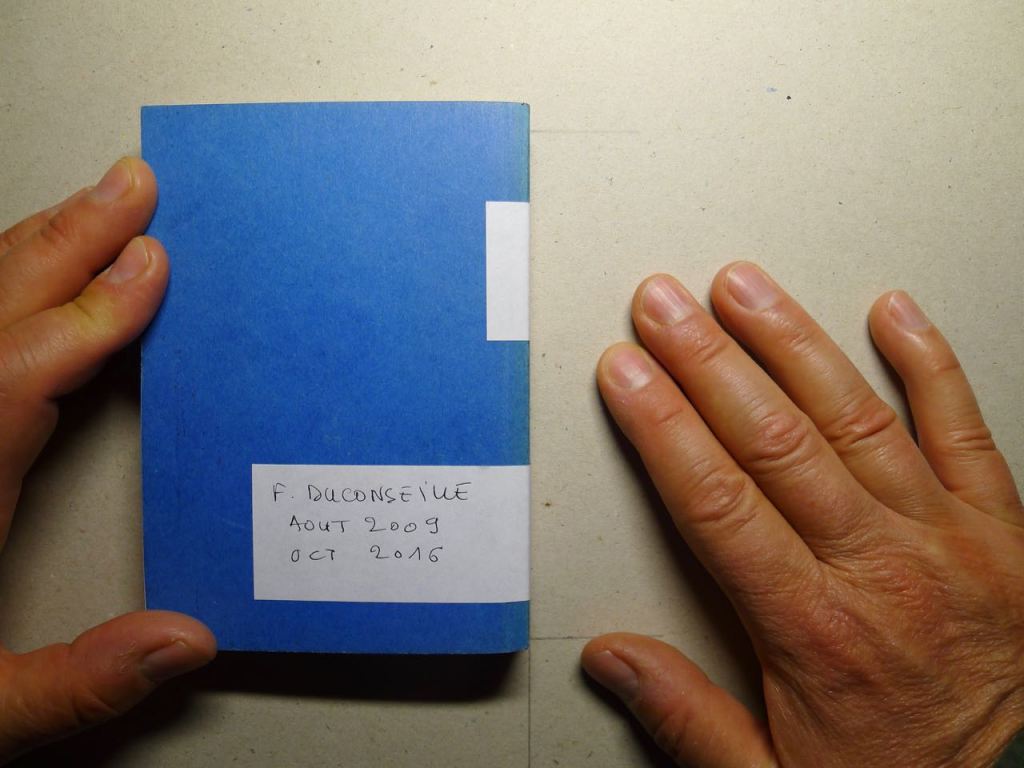 F. DUCONSEiLLE
AOUT 2009
OCT 2016